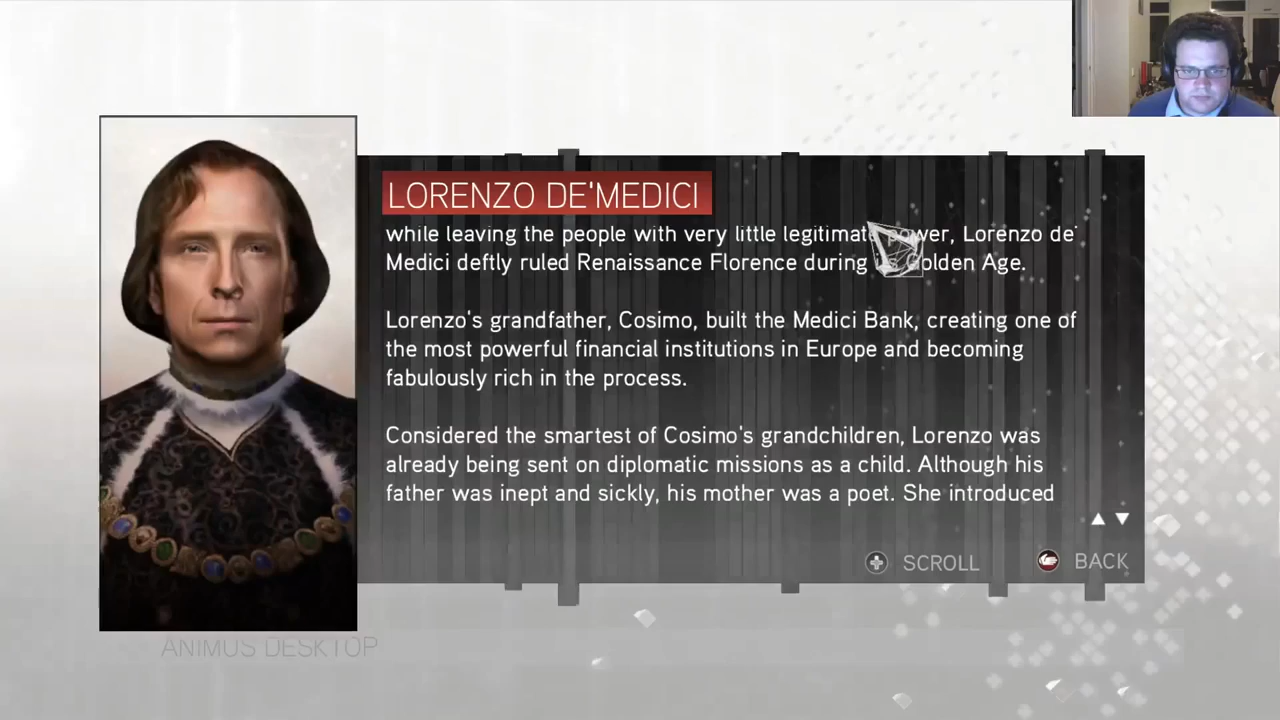 LORENZO DE'MEDICI
while leaving the people with very little legitimate power, Lorenzo de'
Medici deftly ruled Renaissance Florence during its Golden Age.
Lorenzo's grandfather, Cosimo, built the Medici Bank, creating one of
the most powerful financial institutions in Europe and becoming
fabulously rich in the process.
Considered the smartest of Cosimo's grandchildren, Lorenzo was
already being sent on diplomatic missions as a child. Although his
father was inept and sickly, his mother was a poet. She introduced
SCROLL BACK
ANIMUS DESKTOP